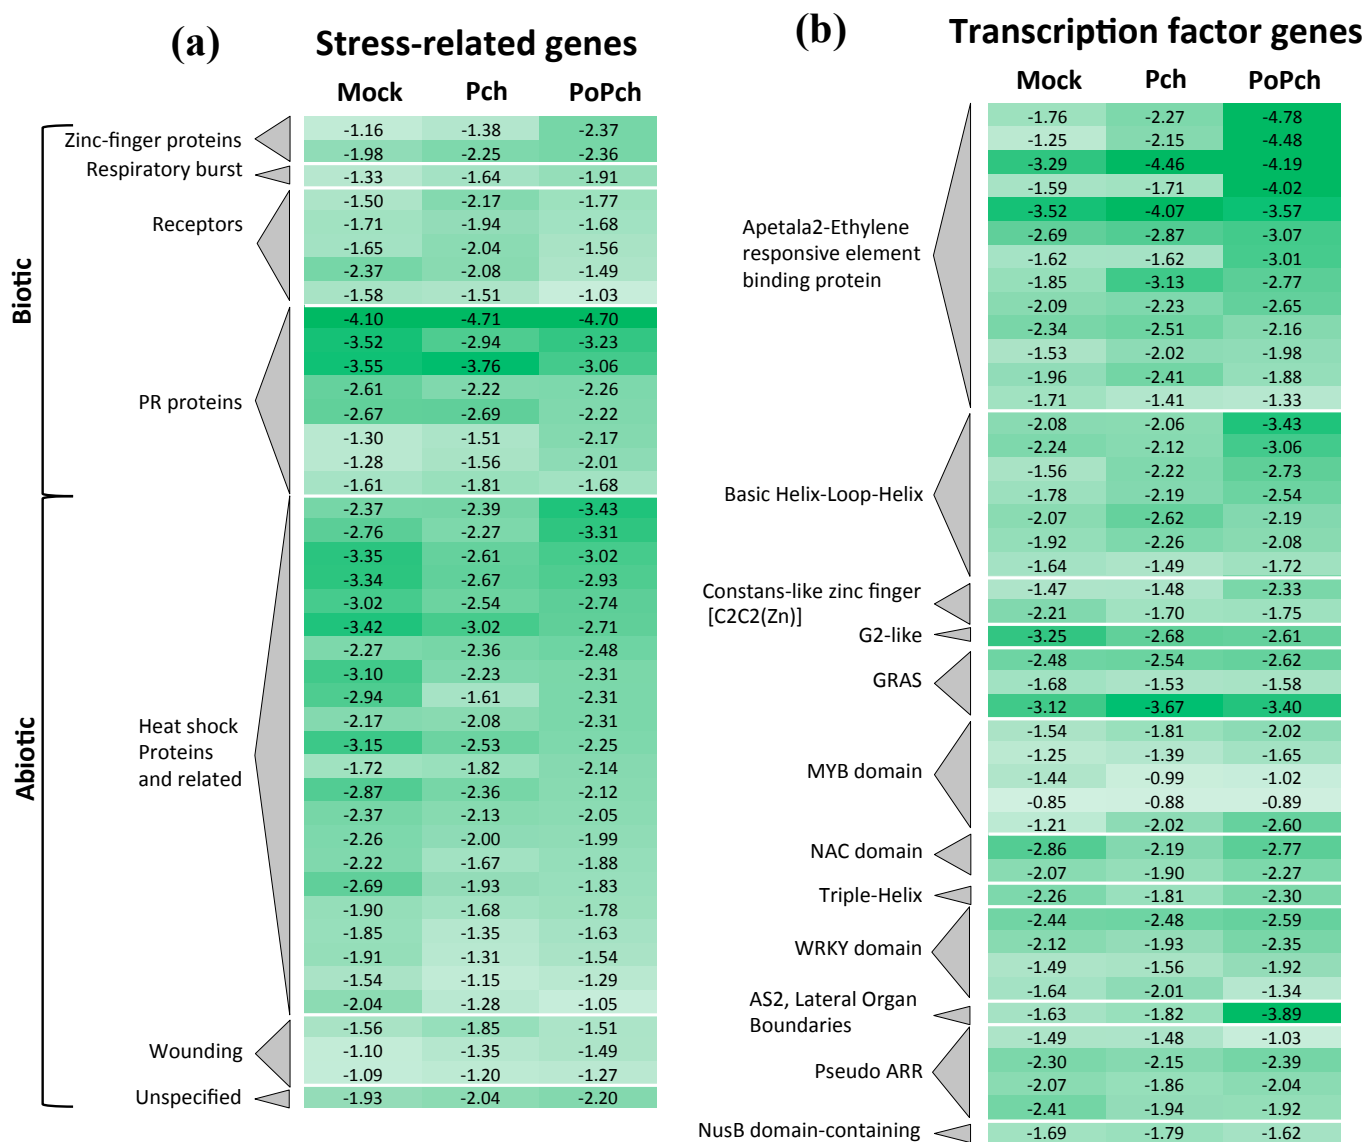 (a) Stress-related genes
Mock Pch PoPch
Biotic
Zinc-finger proteins
-1.16 -1.38 -2.37
-1.98 -2.25 -2.36
Respiratory burst
-1.33 -1.64 -1.91
Receptors
-1.50 -2.17 -1.77
-1.71 -1.94 -1.68
-1.65 -2.04 -1.56
-2.37 -2.08 -1.49
-1.58 -1.51 -1.03
PR proteins
-4.10 -4.71 -4.70
-3.52 -2.94 -3.23
-3.55 -3.76 -3.06
-2.61 -2.22 -2.26
-2.67 -2.69 -2.22
-1.30 -1.51 -2.17
-1.28 -1.56 -2.01
-1.61 -1.81 -1.68
Abiotic
Heat shock
Proteins
and related
-2.37 -2.39 -3.43
-2.76 -2.27 -3.31
-3.35 -2.61 -3.02
-3.34 -2.67 -2.93
-3.02 -2.54 -2.74
-3.42 -3.02 -2.71
-2.27 -2.36 -2.48
-3.10 -2.23 -2.31
-2.94 -1.61 -2.31
-2.17 -2.08 -2.31
-3.15 -2.53 -2.25
-1.72 -1.82 -2.14
-2.87 -2.36 -2.12
-2.37 -2.13 -2.05
-2.26 -2.00 -1.99
-2.22 -1.67 -1.88
-2.69 -1.93 -1.83
-1.90 -1.68 -1.78
-1.85 -1.35 -1.63
-1.91 -1.31 -1.54
-1.54 -1.15 -1.29
-2.04 -1.28 -1.05
Wounding
-1.56 -1.85 -1.51
-1.10 -1.35 -1.49
-1.09 -1.20 -1.27
Unspecified
-1.93 -2.04 -2.20
(b) Transcription factor genes
Mock Pch PoPch
Apetala2-Ethylene
responsive element
binding protein
-1.76 -2.27 -4.78
-1.25 -2.15 -4.48
-3.29 -4.46 -4.19
-1.59 -1.71 -4.02
-3.52 -4.07 -3.57
-2.69 -2.87 -3.07
-1.62 -1.62 -3.01
-1.85 -3.13 -2.77
-2.09 -2.23 -2.65
-2.34 -2.51 -2.16
-1.53 -2.02 -1.98
-1.96 -2.41 -1.88
-1.71 -1.41 -1.33
Basic Helix-Loop-Helix
-2.08 -2.06 -3.43
-2.24 -2.12 -3.06
-1.56 -2.22 -2.73
-1.78 -2.19 -2.54
-2.07 -2.62 -2.19
-1.92 -2.26 -2.08
-1.64 -1.49 -1.72
Constans-like zinc finger
[C2C2(Zn)]
-1.47 -1.48 -2.33
-2.21 -1.70 -1.75
G2-like
-3.25 -2.68 -2.61
GRAS
-2.48 -2.54 -2.62
-1.68 -1.53 -1.58
-3.12 -3.67 -3.40
MYB domain
-1.54 -1.81 -2.02
-1.25 -1.39 -1.65
-1.44 -0.99 -1.02
-0.85 -0.88 -0.89
-1.21 -2.02 -2.60
NAC domain
-2.86 -2.19 -2.77
-2.07 -1.90 -2.27
Triple-Helix
-2.26 -1.81 -2.30
WRKY domain
-2.44 -2.48 -2.59
-2.12 -1.93 -2.35
-1.49 -1.56 -1.92
-1.64 -2.01 -1.34
AS2, Lateral Organ
Boundaries
-1.63 -1.82 -3.89
Pseudo ARR
-1.49 -1.48 -1.03
-2.30 -2.15 -2.39
-2.07 -1.86 -2.04
-2.41 -1.94 -1.92
NusB domain-containing
-1.69 -1.79 -1.62